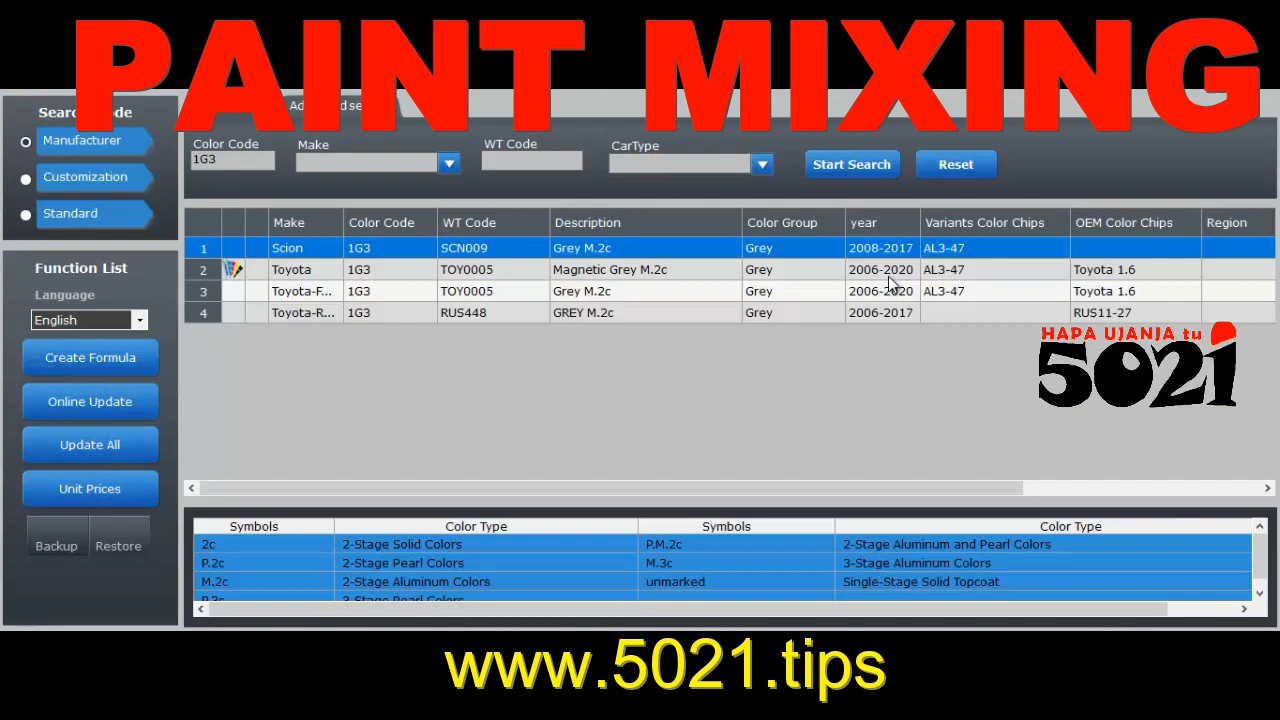 PAINT MIXING
Manufacturer
Customization
Standard
Color Code
1G3
Make
WT Code
CarType
Start Search
Reset
Make Color Code WT Code Description Color Group year Variants Color Chips OEM Color Chips Region
1 Scion 1G3 SCN009 Grey M.2c Grey 2008-2017 AL3-47
2 Toyota 1G3 TOY0005 Magnetic Grey M.2c Grey 2006-2020 AL3-47 Toyota 1.6
3 Toyota-F... 1G3 TOY0005 Grey M.2c Grey 2006-2020 AL3-47 Toyota 1.6
4 Toyota-R... 1G3 RUS448 GREY M.2c Grey 2006-2017 RUS11-27
Function List
Language
English
Create Formula
Online Update
Update All
Unit Prices
Backup Restore
HAPA UJANJA tu
5021
Symbols Color Type Symbols Color Type
2c 2-Stage Solid Colors P.M.2c 2-Stage Aluminum and Pearl Colors
P.2c 2-Stage Pearl Colors M.3c 3-Stage Aluminum Colors
M.2c 2-Stage Aluminum Colors unmarked Single-Stage Solid Topcoat
P.3c 3-Stage Pearl Colors
www.5021.tips